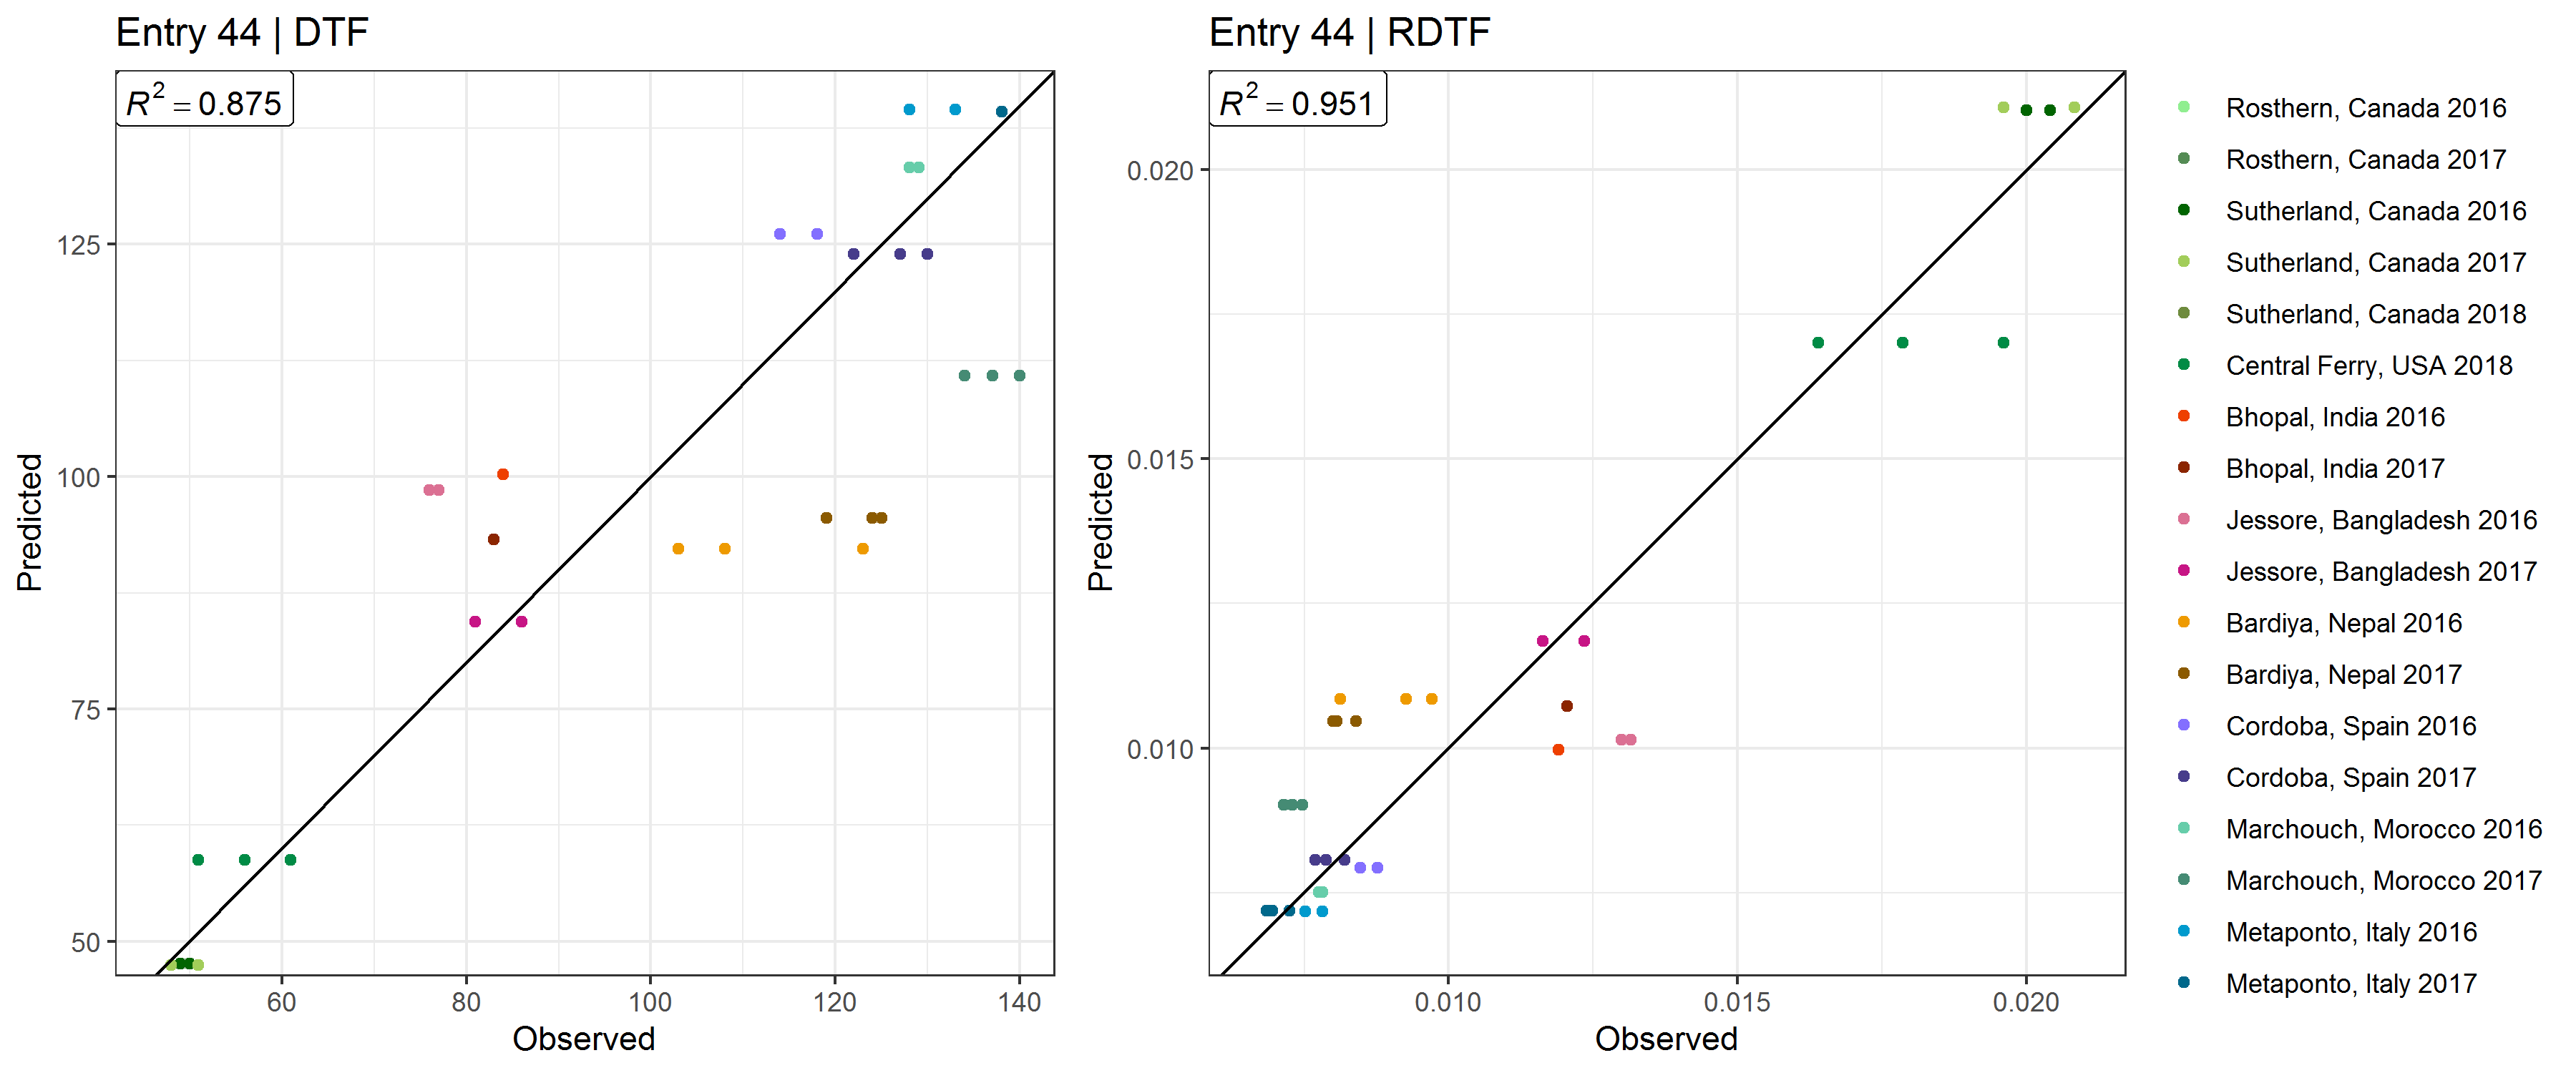 Entry 44 | DTF
R² = 0.875
125
100
75
50
60 80 100 120 140
Observed
Predicted
Entry 44 | RDTF
R² = 0.951
0.020
0.015
0.010
0.010 0.015 0.020
Observed
Predicted
Rosthern, Canada 2016
Rosthern, Canada 2017
Sutherland, Canada 2016
Sutherland, Canada 2017
Sutherland, Canada 2018
Central Ferry, USA 2018
Bhopal, India 2016
Bhopal, India 2017
Jessore, Bangladesh 2016
Jessore, Bangladesh 2017
Bardiya, Nepal 2016
Bardiya, Nepal 2017
Cordoba, Spain 2016
Cordoba, Spain 2017
Marchouch, Morocco 2016
Marchouch, Morocco 2017
Metaponto, Italy 2016
Metaponto, Italy 2017